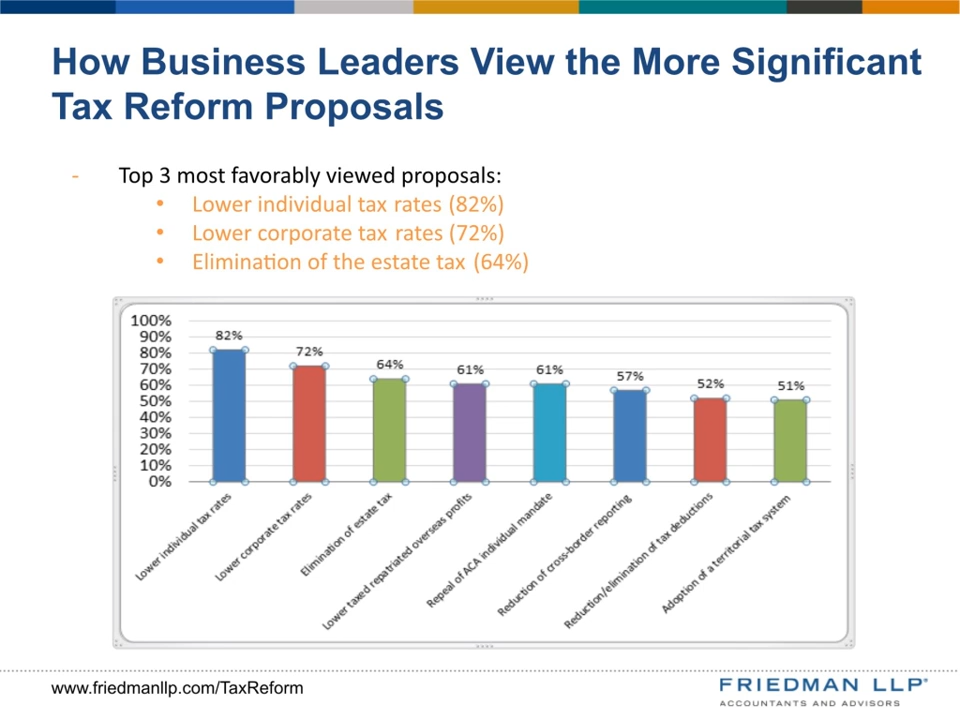 How Business Leaders View the More Significant
Tax Reform Proposals
- Top 3 most favorably viewed proposals:
• Lower individual tax rates (82%)
• Lower corporate tax rates (72%)
• Elimination of the estate tax (64%)
100%
90%
80%
70%
60%
50%
40%
30%
20%
10%
0%
82%
72%
64%
61%
61%
57%
52%
51%
Lower individual tax rates
Lower corporate tax rates
Elimination of estate tax
Lower taxed repatriated overseas profits
Repeal of ACA individual mandate
Reduction of cross-border reporting
Reduction/elimination of tax deductions
Adoption of a territorial tax system
www.friedmanllp.com/TaxReform
FRIEDMAN LLP®
ACCOUNTANTS AND ADVISORS